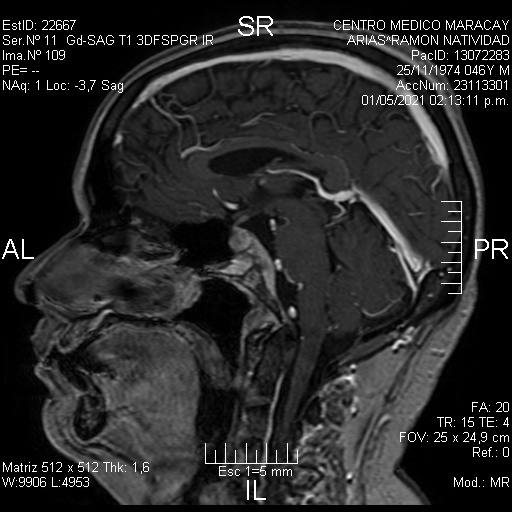 EstID: 22667
Ser.Nº 11 Gd-SAG T1 3DFSPGR IR
Ima.Nº 109
PE= --
NAq: 1 Loc: -3,7 Sag
SR
CENTRO MEDICO MARACAY
ARIAS^RAMON NATIVIDAD
PacID: 13072283
25/11/1974 046Y M
AccNum: 23113301
01/05/2021 02:13:11 p.m.
AL
PR
FA: 20
TR: 15 TE: 4
FOV: 25 x 24,9 cm
Ref.: 0
Matriz 512 x 512 Thk: 1,6
W:9906 L:4953
Esc 1=5 mm
IL
Mod.: MR